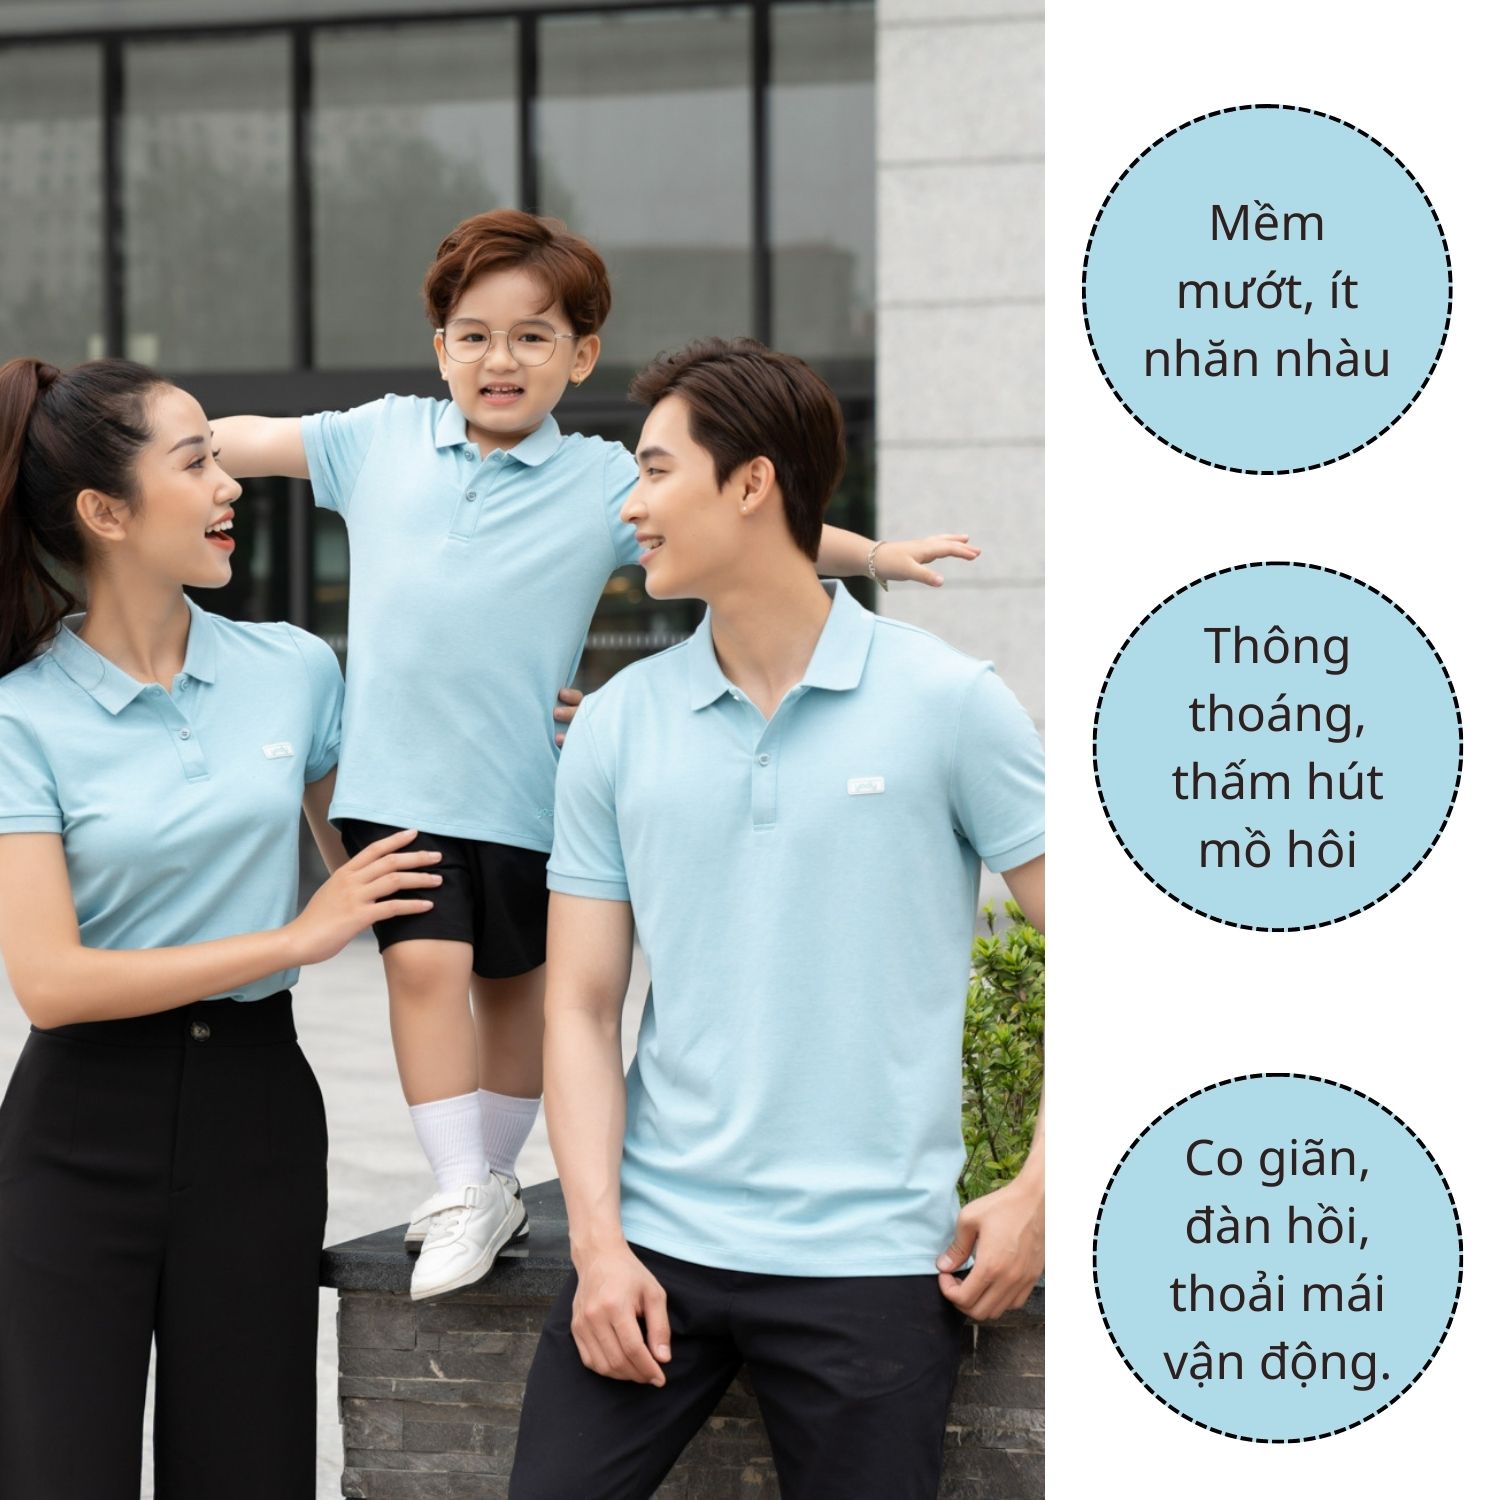 Mềm
mướt, ít
nhăn nhàu
Thông
thoáng,
thấm hút
mồ hôi
Co giãn,
đàn hồi,
thoải mái
vận động.